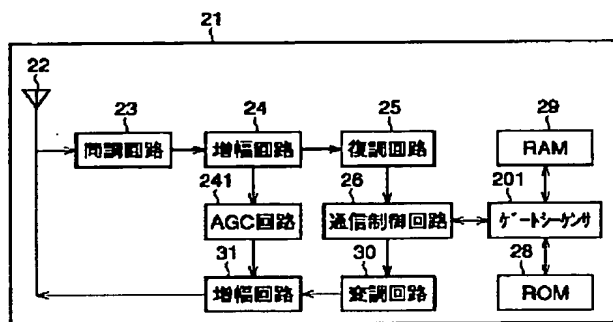 21
22
23
24
25
29
同調回路
増幅回路
復調回路
RAM
241
26
201
AGC回路
通信制御回路
ゲートシーケンサ
31
30
28
増幅回路
変調回路
ROM